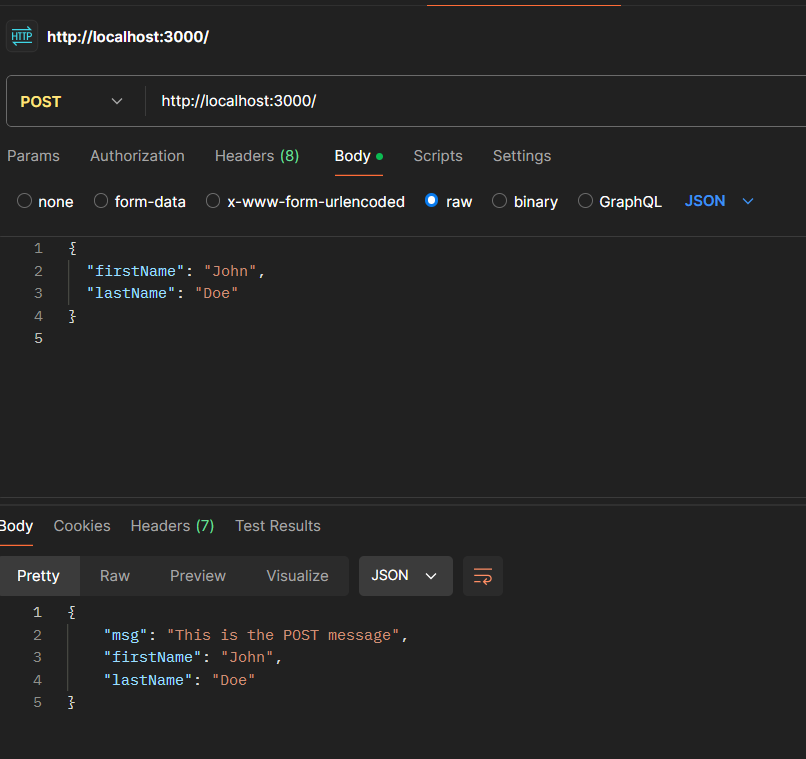 HTTP http://localhost:3000/
POST http://localhost:3000/
Params Authorization Headers (8) Body Scripts Settings
none form-data x-www-form-urlencoded raw binary GraphQL JSON
1 {
2 "firstName": "John",
3 "lastName": "Doe"
4 }
5
Body Cookies Headers (7) Test Results
Pretty Raw Preview Visualize JSON
1 {
2 "msg": "This is the POST message",
3 "firstName": "John",
4 "lastName": "Doe"
5 }